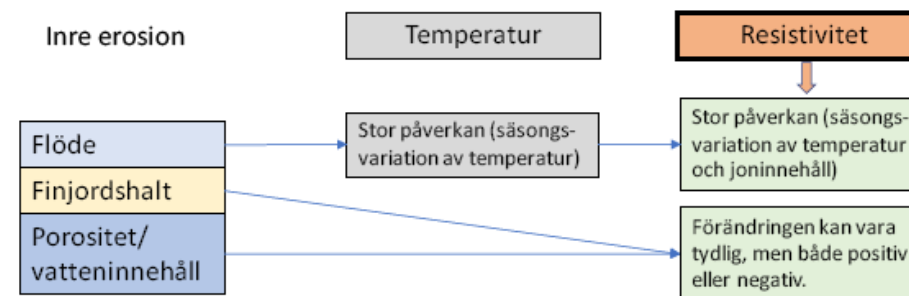 Inre erosion
Temperatur
Resistivitet
Flöde
Finjordshalt
Porositet/
vatteninnehåll
Stor påverkan (säsongs-
variation av temperatur)
Stor påverkan (säsongs-
variation av temperatur
och joninnehåll)
Förändringen kan vara
tydlig, men både positiv
eller negativ.